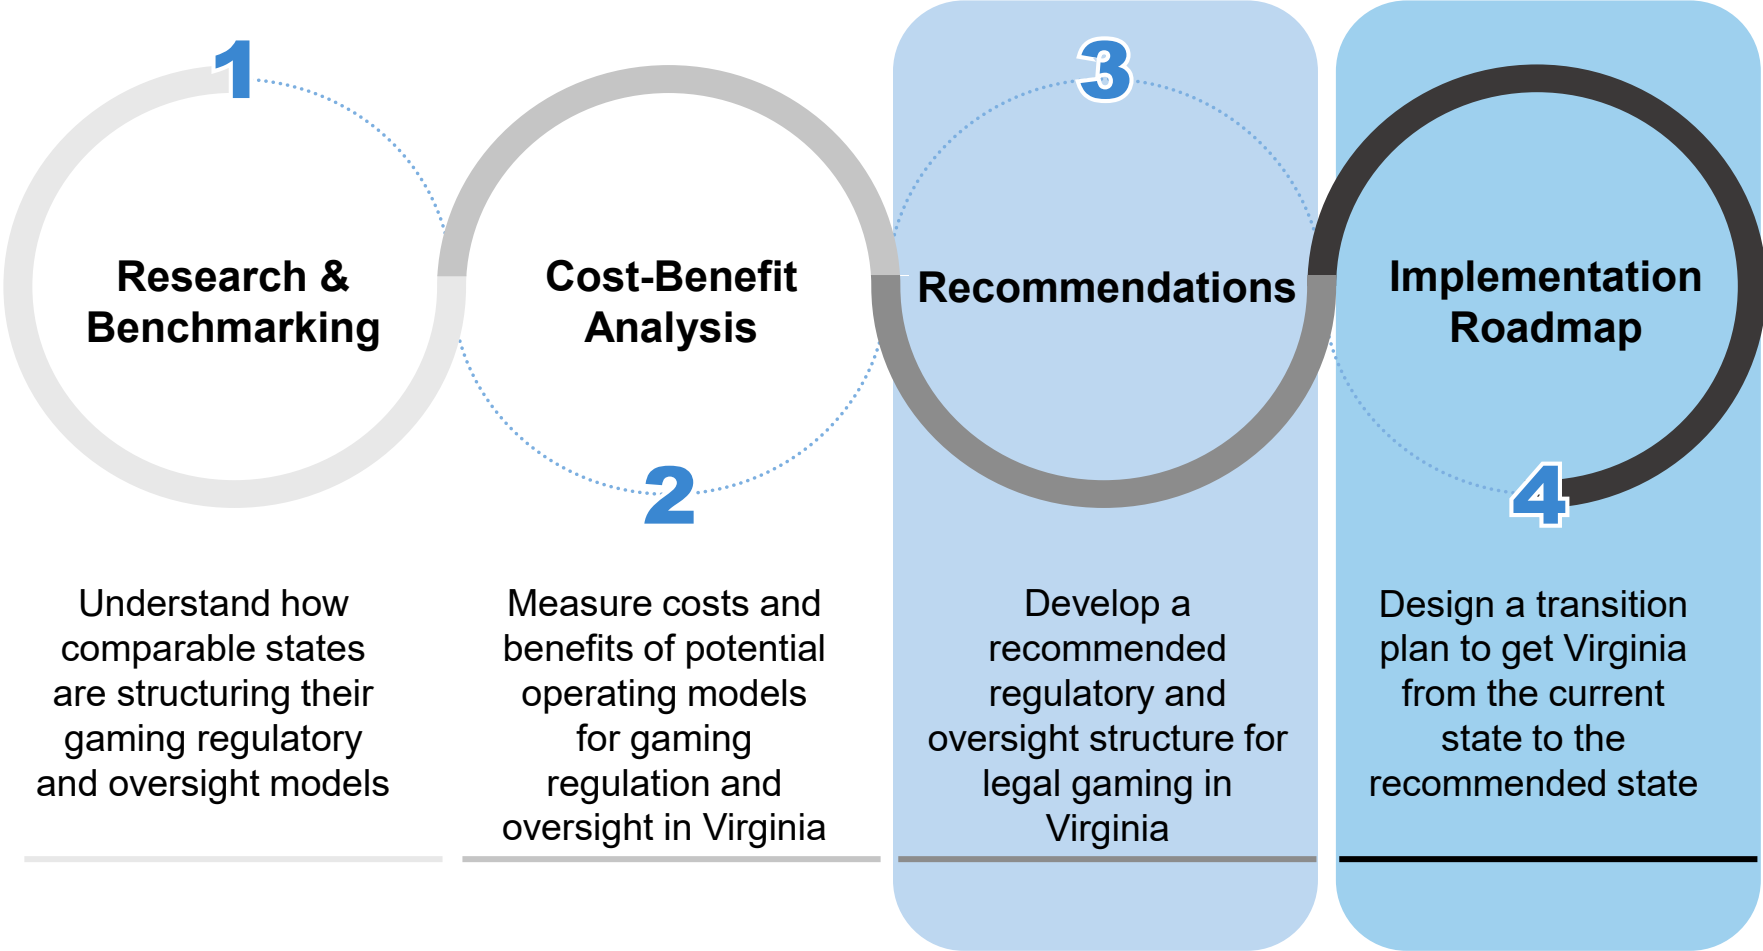 1
Research &
Benchmarking
Understand how
comparable states
are structuring their
gaming regulatory
and oversight models
Cost-Benefit
Analysis
2
Measure costs and
benefits of potential
operating models
for gaming
regulation and
oversight in Virginia
3
Recommendations
Develop a
recommended
regulatory and
oversight structure for
legal gaming in
Virginia
Implementation
Roadmap
4
Design a transition
plan to get Virginia
from the current
state to the
recommended state